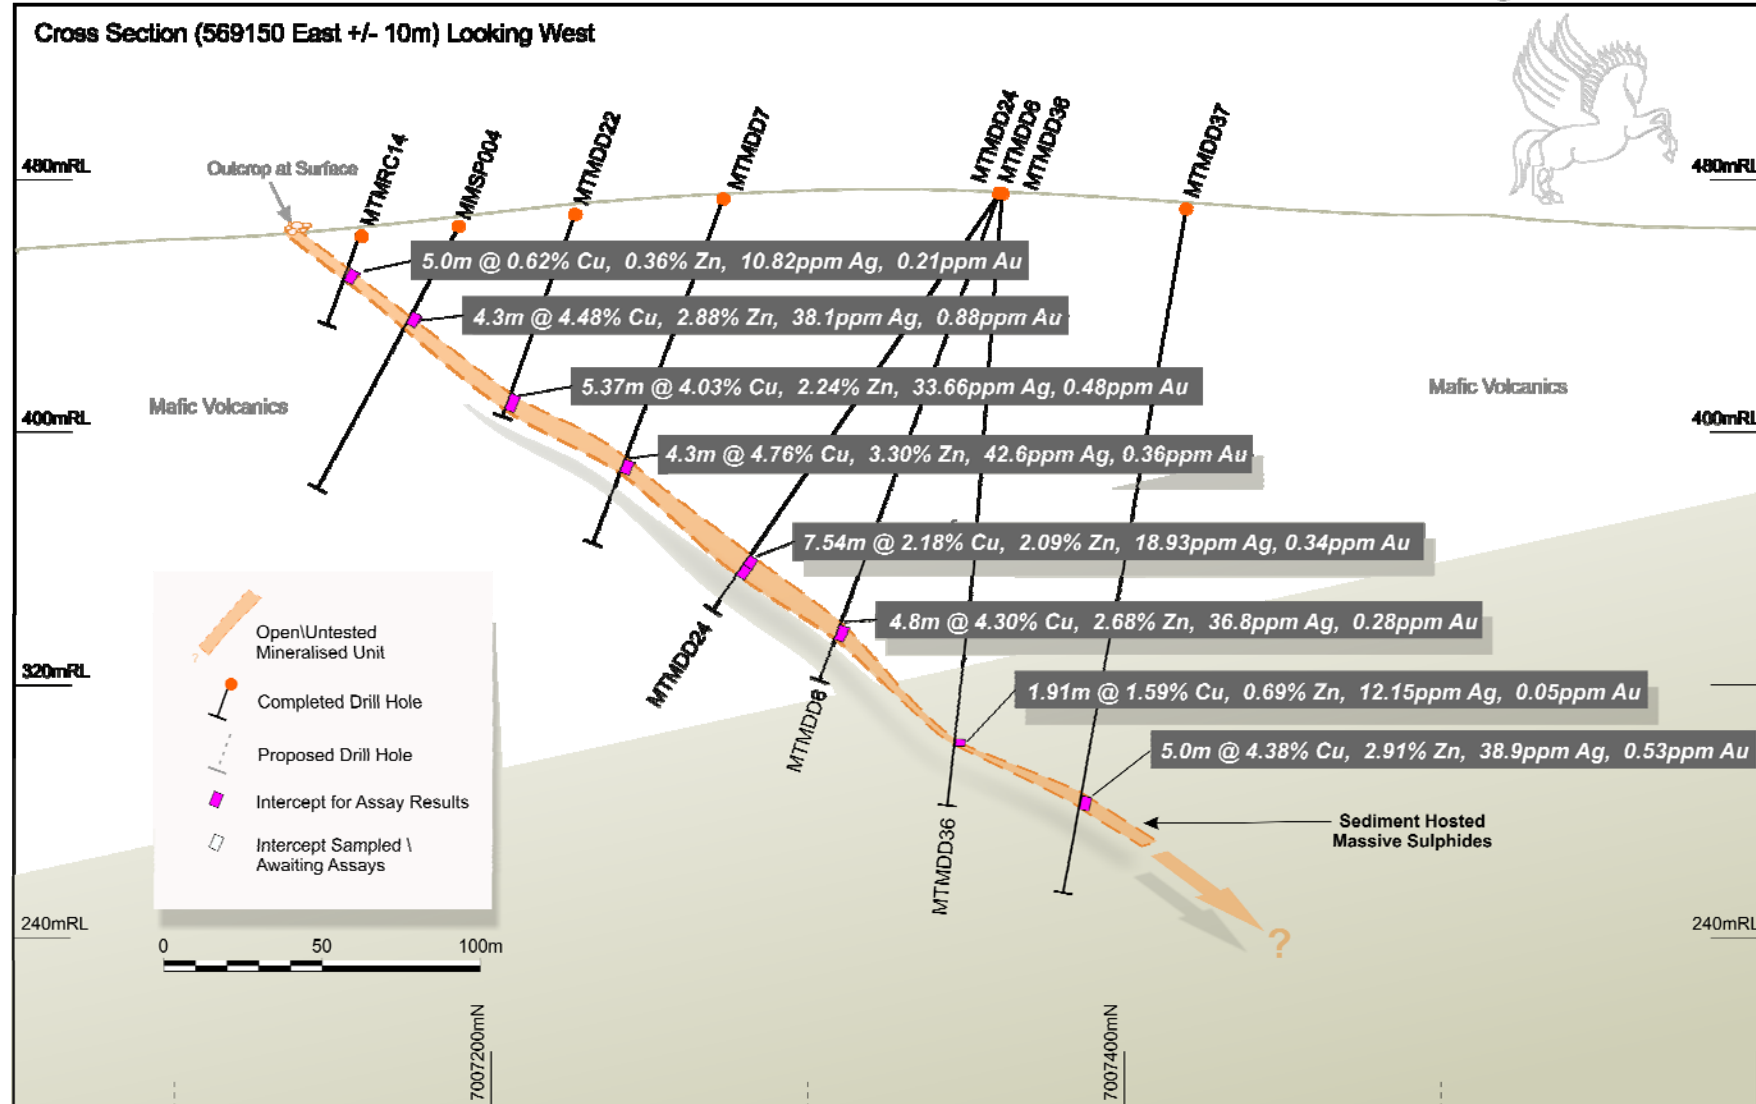 Cross Section (569150 East +/- 10m) Looking West
480mRL
480mRL
Outcrop at Surface
MTMRC14
MMSP004
MTMDD22
MTMDD7
MTMDD24
MTMDD6
MTMDD36
MTMDD37
5.0m @ 0.62% Cu, 0.36% Zn, 10.82ppm Ag, 0.21ppm Au
4.3m @ 4.48% Cu, 2.88% Zn, 38.1ppm Ag, 0.88ppm Au
5.37m @ 4.03% Cu, 2.24% Zn, 33.66ppm Ag, 0.48ppm Au
Mafic Volcanics
Mafic Volcanics
400mRL
400mRL
4.3m @ 4.76% Cu, 3.30% Zn, 42.6ppm Ag, 0.36ppm Au
7.54m @ 2.18% Cu, 2.09% Zn, 18.93ppm Ag, 0.34ppm Au
4.8m @ 4.30% Cu, 2.68% Zn, 36.8ppm Ag, 0.28ppm Au
1.91m @ 1.59% Cu, 0.69% Zn, 12.15ppm Ag, 0.05ppm Au
5.0m @ 4.38% Cu, 2.91% Zn, 38.9ppm Ag, 0.53ppm Au
MTMDD24
MTMDD6
MTMDD36
320mRL
?
Open\Untested
Mineralised Unit
Completed Drill Hole
Proposed Drill Hole
Intercept for Assay Results
Intercept Sampled \
Awaiting Assays
Sediment Hosted
Massive Sulphides
?
240mRL
240mRL
0 50 100m
7007200mN
7007400mN